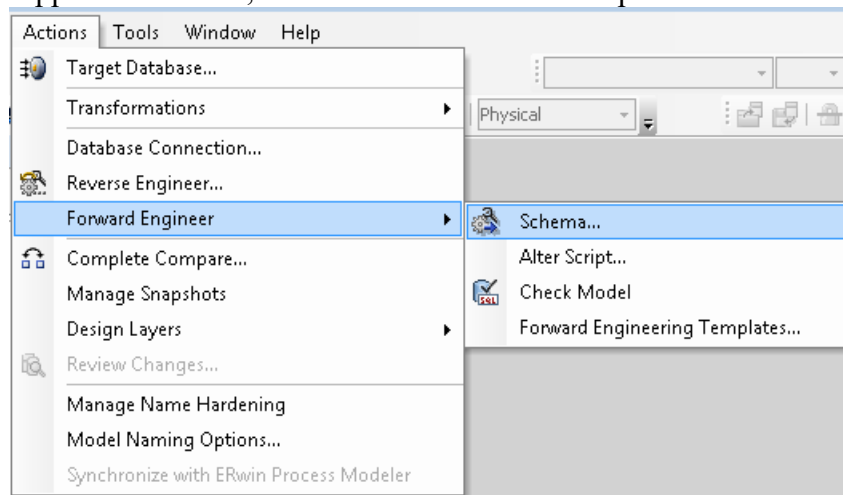 Actions Tools Window Help
Target Database...
Transformations
Physical
Database Connection...
Reverse Engineer...
Forward Engineer
Schema...
Complete Compare...
Alter Script...
Manage Snapshots
Check Model
SQL
Design Layers
Forward Engineering Templates...
Review Changes...
Manage Name Hardening
Model Naming Options...
Synchronize with ERwin Process Modeler